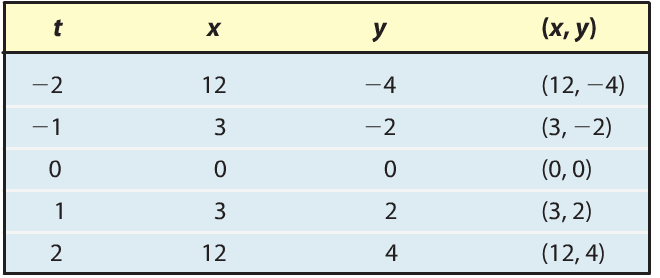 t x y (x, y)
−2 12 −4 (12, −4)
−1 3 −2 (3, −2)
0 0 0 (0, 0)
1 3 2 (3, 2)
2 12 4 (12, 4)